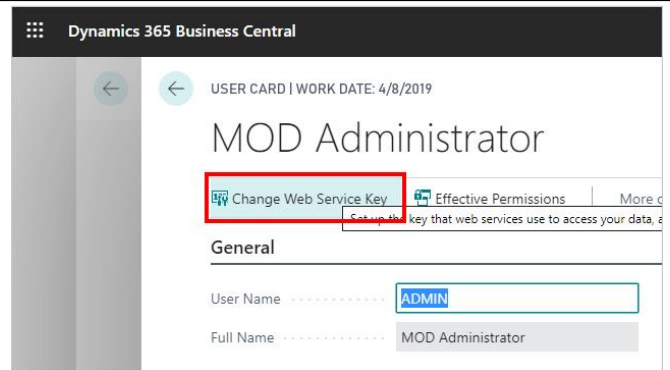 Dynamics 365 Business Central
USER CARD | WORK DATE: 4/8/2019
MOD Administrator
Change Web Service Key Effective Permissions More
Set up the key that web services use to access your data, a
General
User Name ADMIN
Full Name MOD Administrator